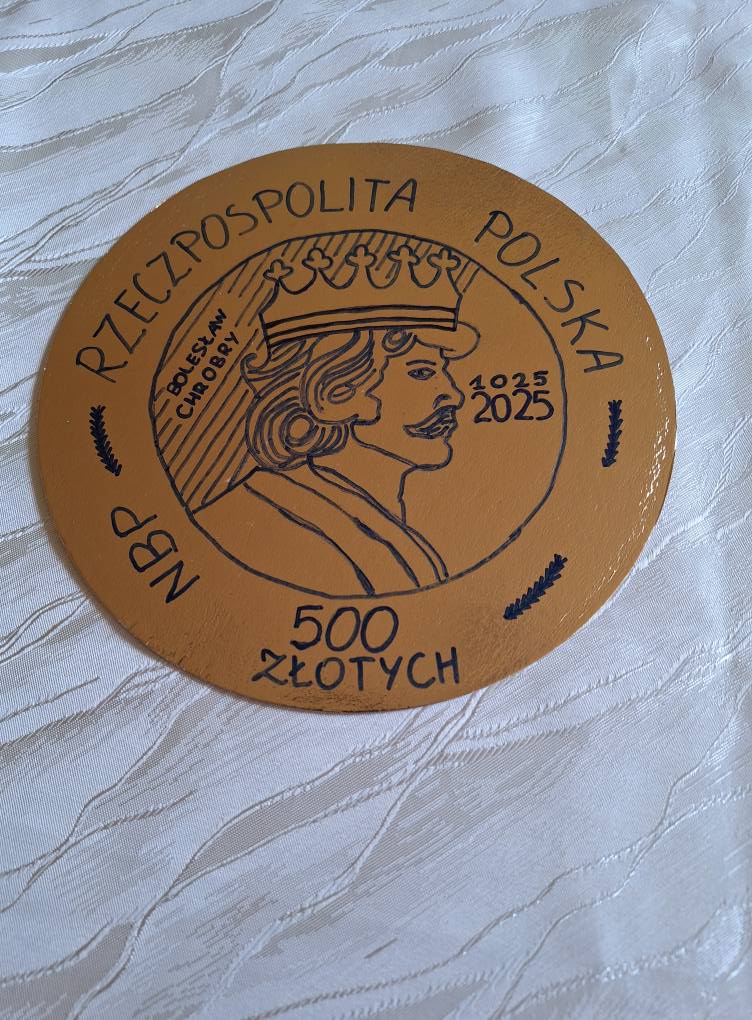 RZECZPOSPOLITA POLSKA
BOLESŁAW
CHROBRY
1025
2025
NBP
500
ZŁOTYCH